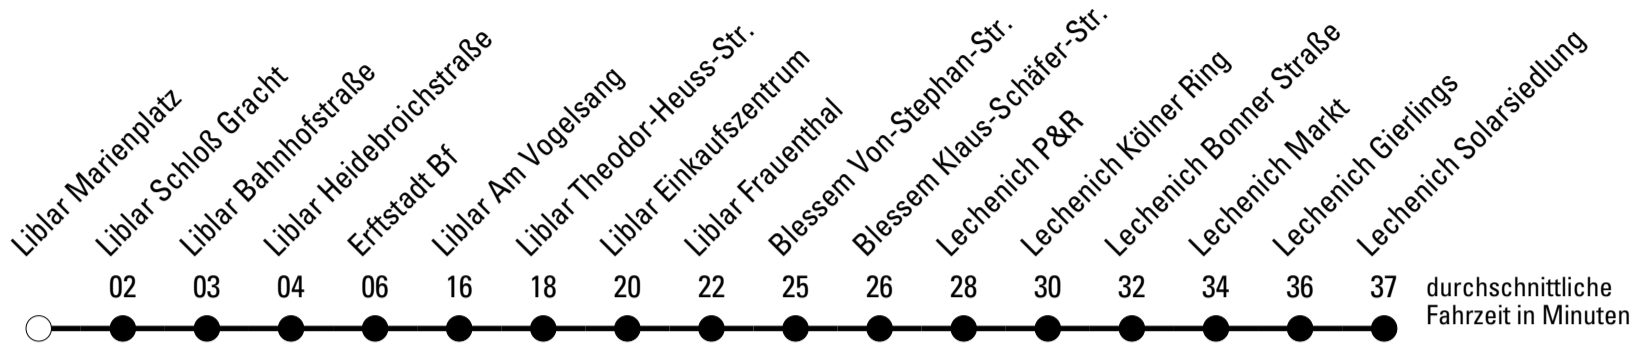 Liblar Marienplatz
Liblar Schloß Gracht
Liblar Bahnhofstraße
Liblar Heidebroichstraße
Erftstadt Bf
Liblar Am Vogelsang
Liblar Theodor-Heuss-Str.
Liblar Einkaufszentrum
Liblar Frauenthal
Blessem Von-Stephan-Str.
Blessem Klaus-Schäfer-Str.
Lechenich P&R
Lechenich Kölner Ring
Lechenich Bonner Straße
Lechenich Markt
Lechenich Gierlings
Lechenich Solarsiedlung
02 03 04 06 16 18 20 22 25 26 28 30 32 34 36 37 durchschnittliche
Fahrzeit in Minuten